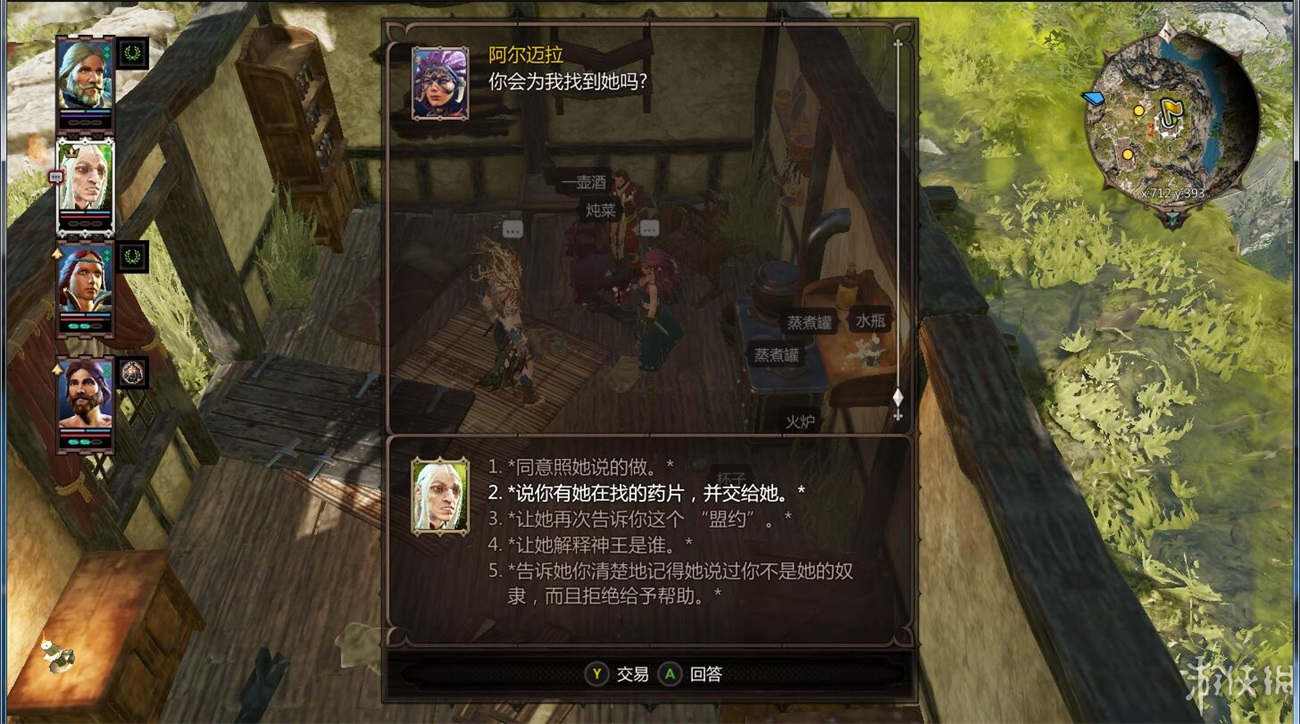 阿尔迈拉
你会为我找到她吗?
x:712 y:393
一壶酒
炖菜
...
...
蒸煮罐
水瓶
蒸煮罐
火炉
杯子
1. *同意照她说的做。*
2. *说你有她在找的药片，并交给她。*
3. *让她再次告诉你这个 “盟约” 。*
4. *让她解释神王是谁。*
5. *告诉她你清楚地记得她说过你不是她的奴
隶，而且拒绝给予帮助。*
Y 交易 A 回答
游侠网